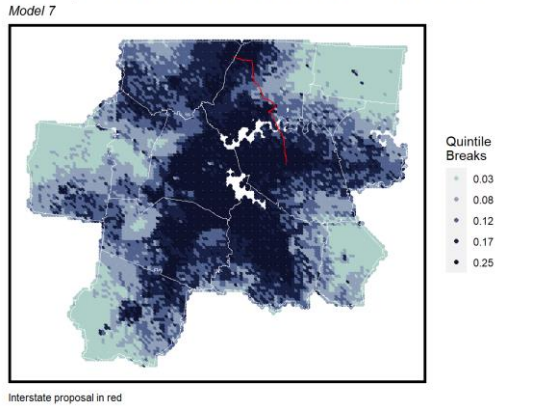 Model 7
Quintile
Breaks
0.03
0.08
0.12
0.17
0.25
Interstate proposal in red